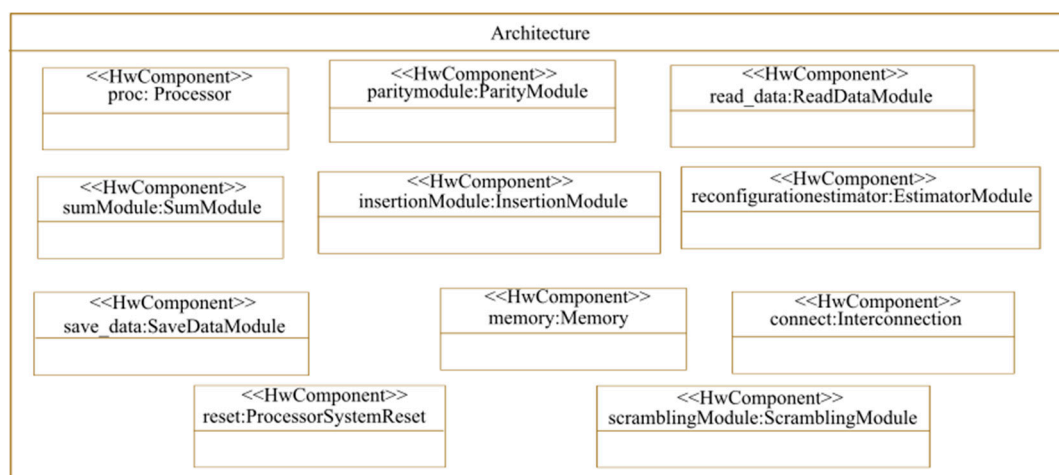 Architecture
<<HwComponent>>
proc: Processor
<<HwComponent>>
paritymodule:ParityModule
<<HwComponent>>
read_data:ReadDataModule
<<HwComponent>>
sumModule:SumModule
<<HwComponent>>
insertionModule:InsertionModule
<<HwComponent>>
reconfigurationestimator:EstimatorModule
<<HwComponent>>
save_data:SaveDataModule
<<HwComponent>>
memory:Memory
<<HwComponent>>
connect:Interconnection
<<HwComponent>>
reset:ProcessorSystemReset
<<HwComponent>>
scramblingModule:ScramblingModule